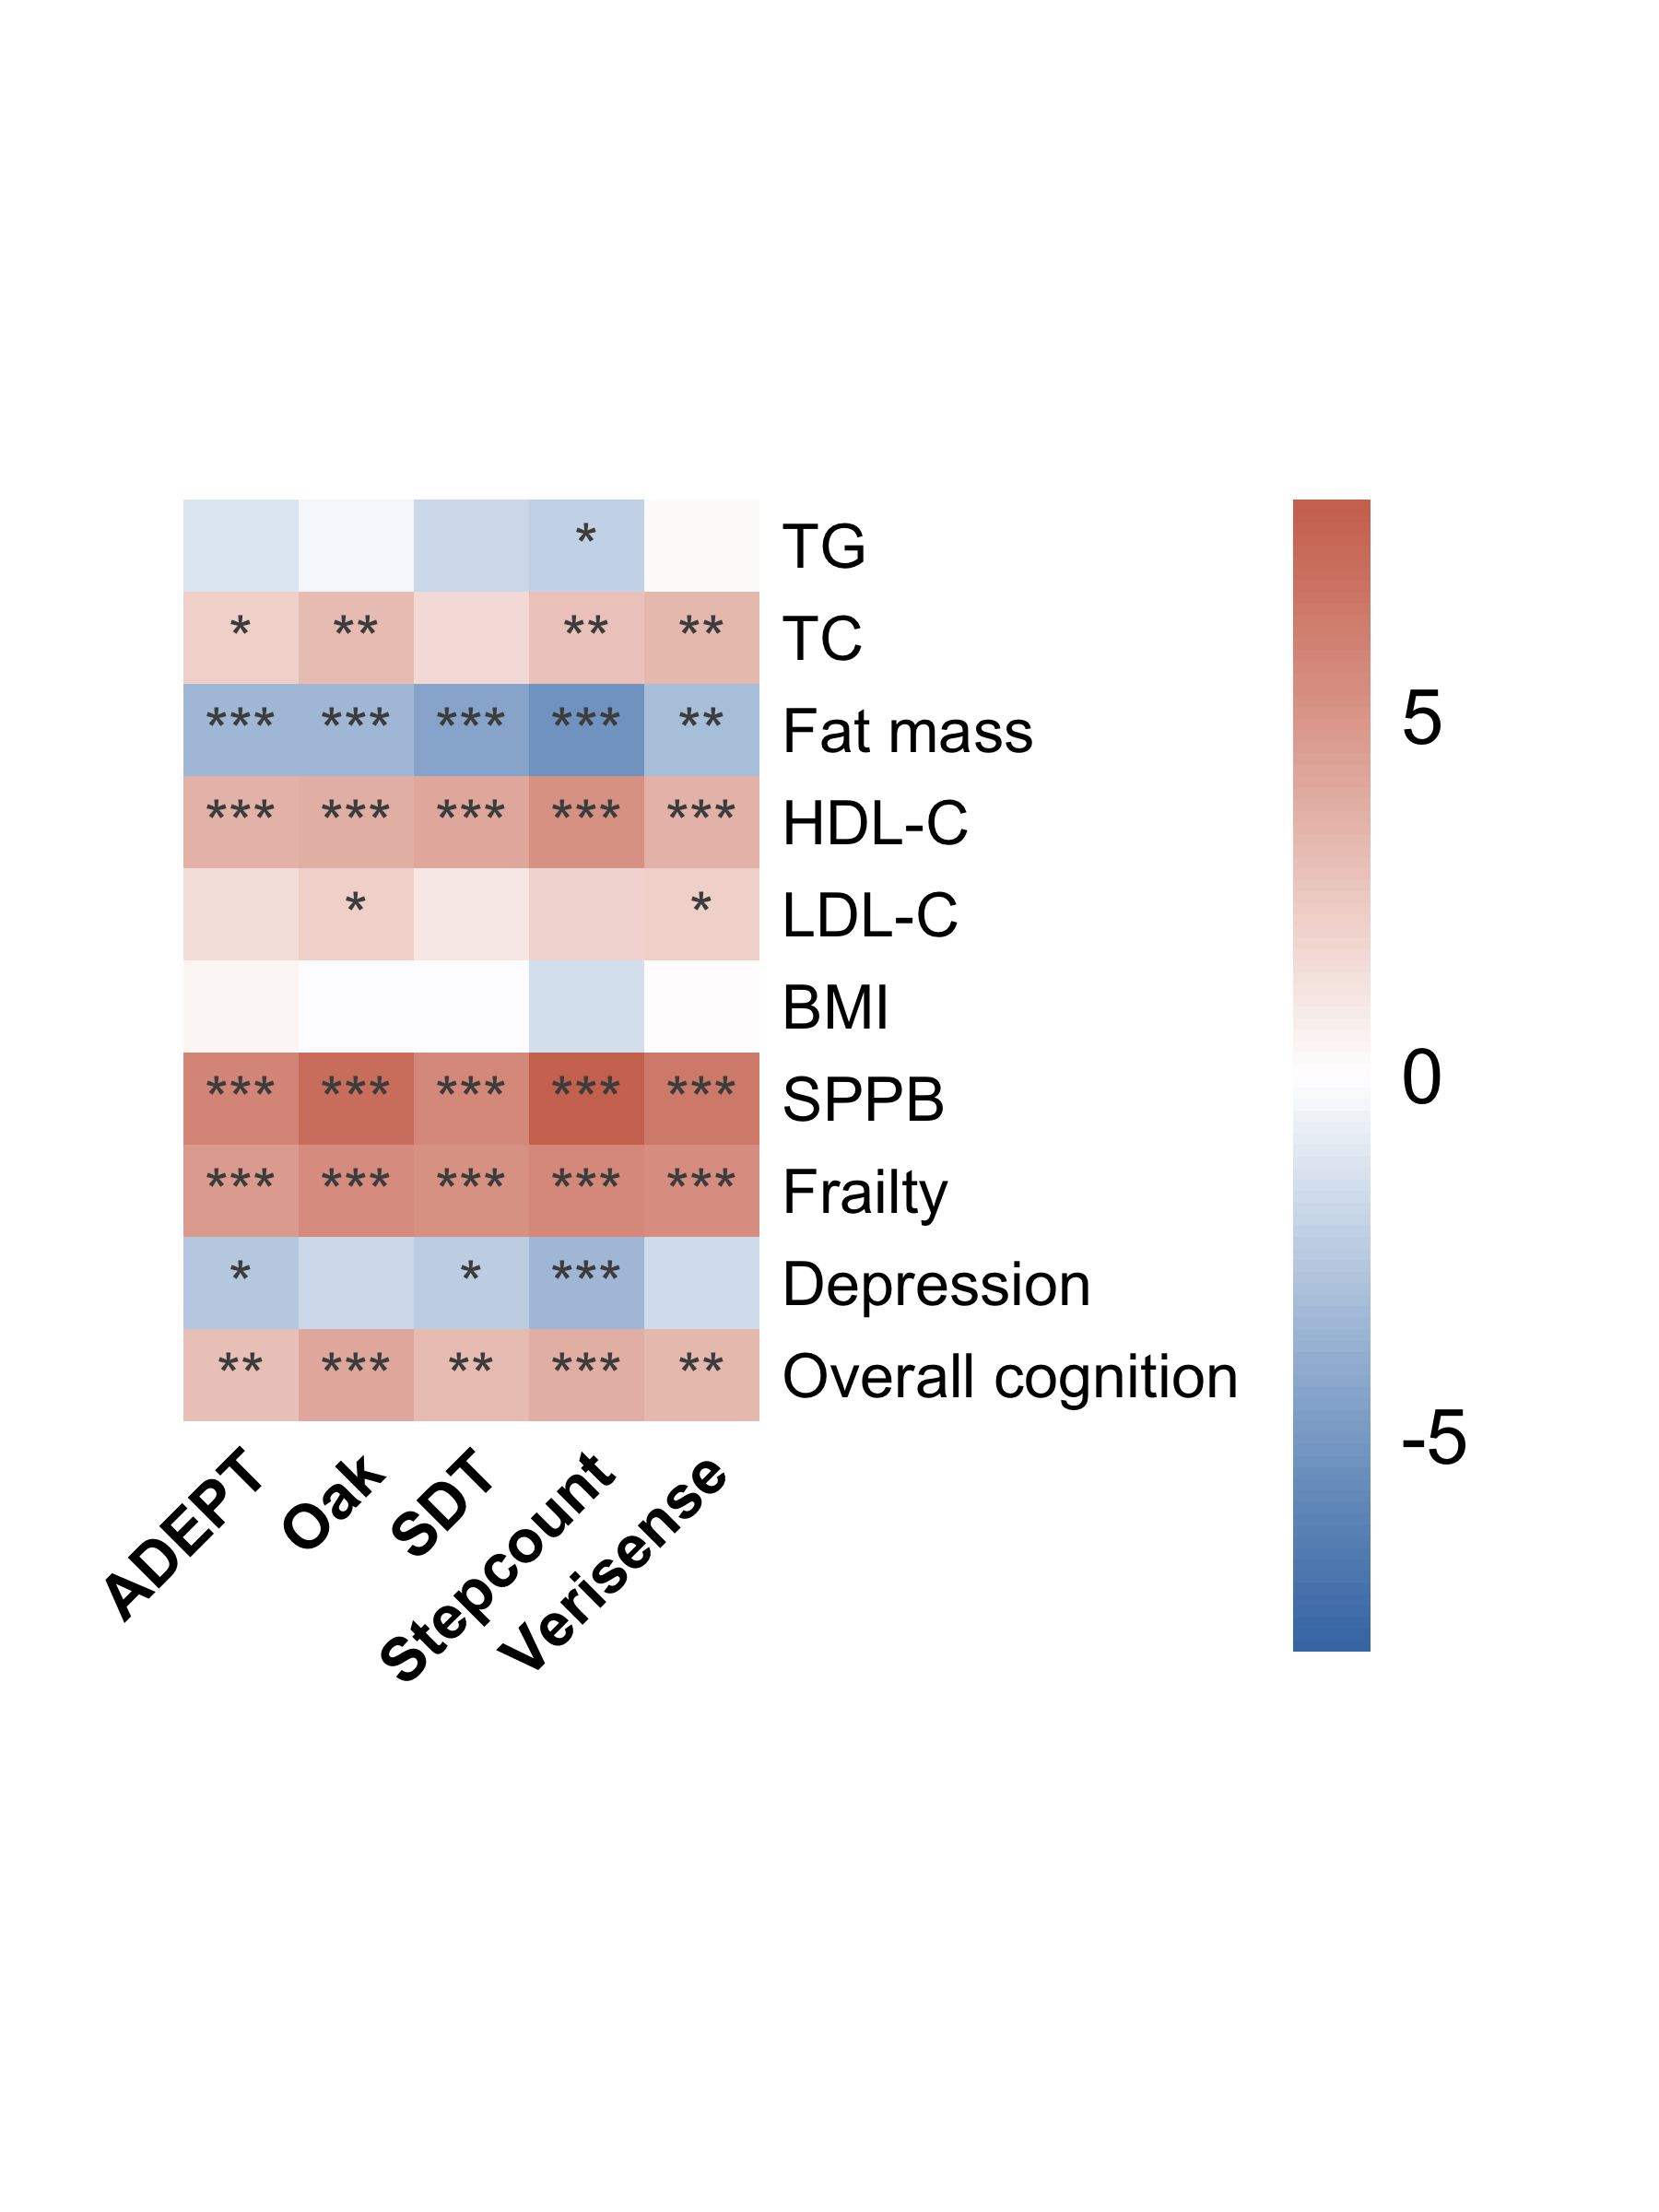 * TG
* ** ** ** TC
*** *** *** *** ** Fat mass
*** *** *** *** *** HDL-C
* * LDL-C
BMI
*** *** *** *** *** SPPB
*** *** *** *** *** Frailty
* * *** Depression
** *** ** *** ** Overall cognition
ADEPT
Oak
SDT
Stepcount
Verisense
5
0
-5